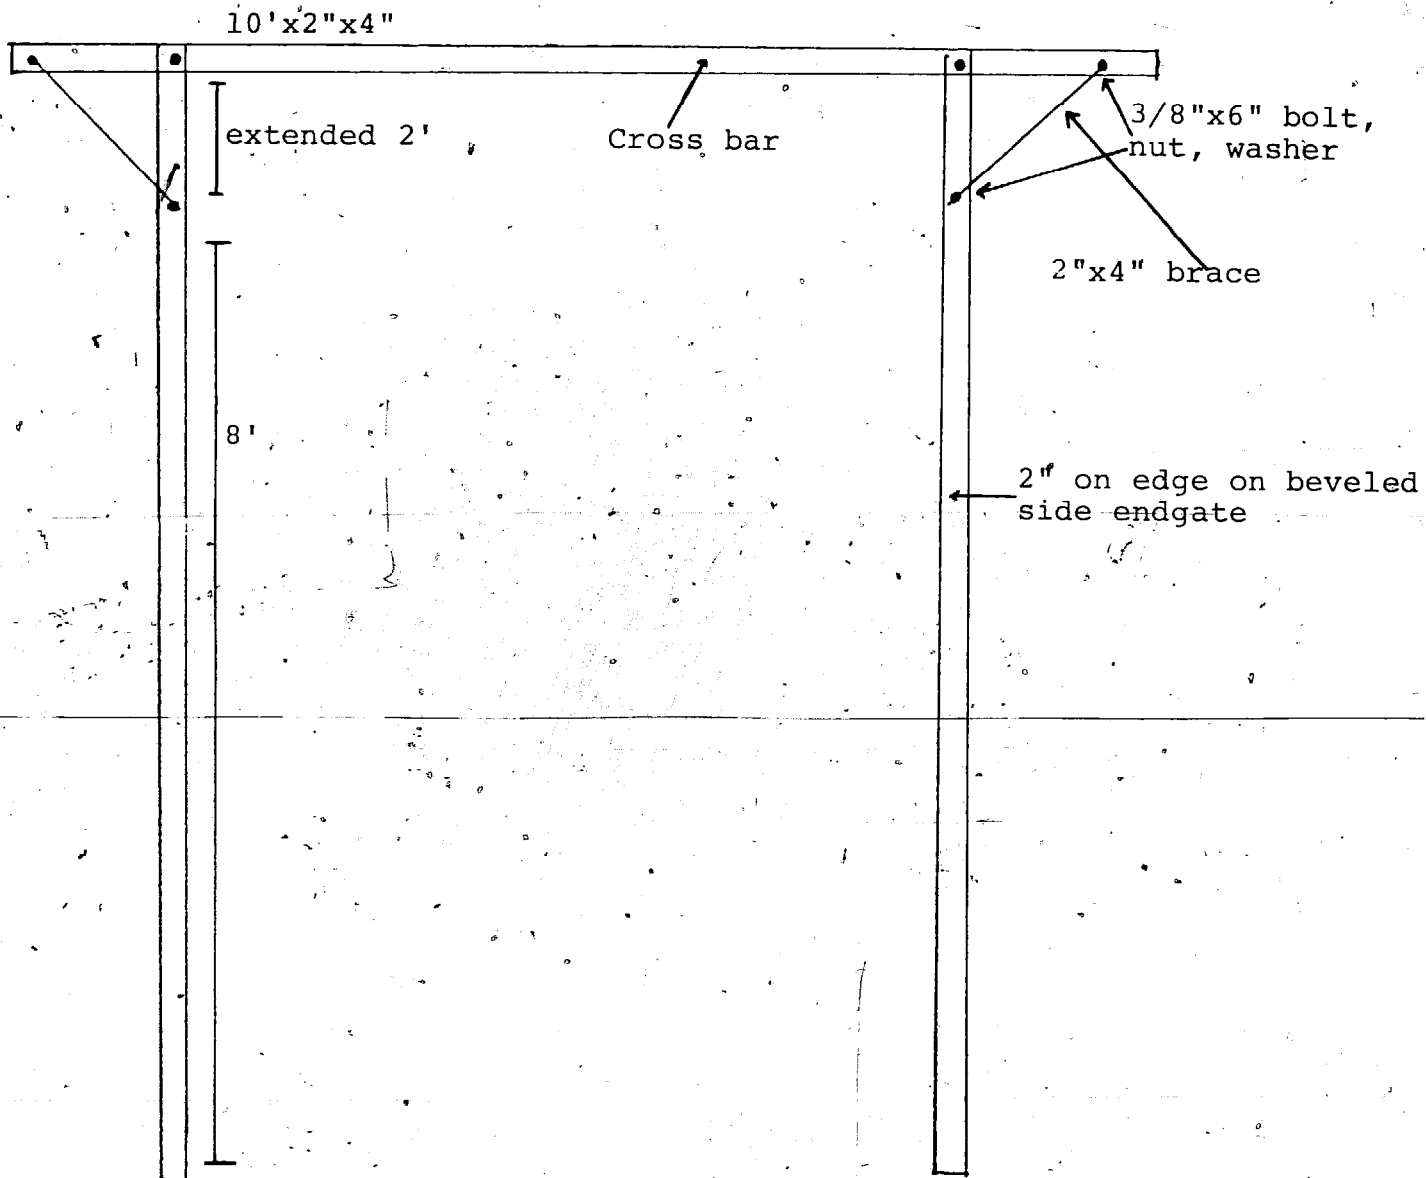 10'x2"x4"
extended 2'
Cross bar
3/8"x6" bolt,
nut, washer
2"x4" brace
8'
2" on edge on beveled
side endgate